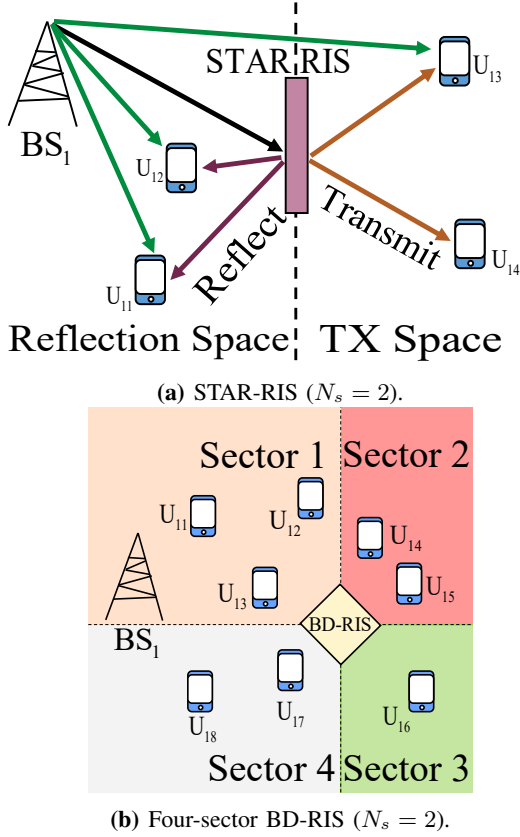 STAR RIS
U₁₃
BS₁
U₁₂
Reflect
Transmit
U₁₄
U₁₁
Reflection Space
TX Space
(a) STAR-RIS (Nₛ = 2).
Sector 1
Sector 2
U₁₁
U₁₂
U₁₄
U₁₃
U₁₅
BS₁
BD-RIS
U₁₈
U₁₇
U₁₆
Sector 4
Sector 3
(b) Four-sector BD-RIS (Nₛ = 2).